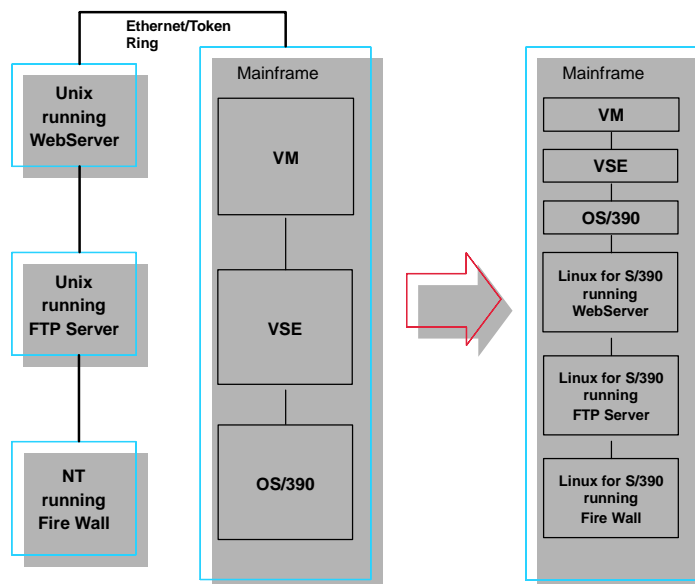 Ethernet/Token
Ring
Unix
running
WebServer
Unix
running
FTP Server
NT
running
Fire Wall
Mainframe
VM
VSE
OS/390
Mainframe
VM
VSE
OS/390
Linux for S/390
running
WebServer
Linux for S/390
running
FTP Server
Linux for S/390
running
Fire Wall